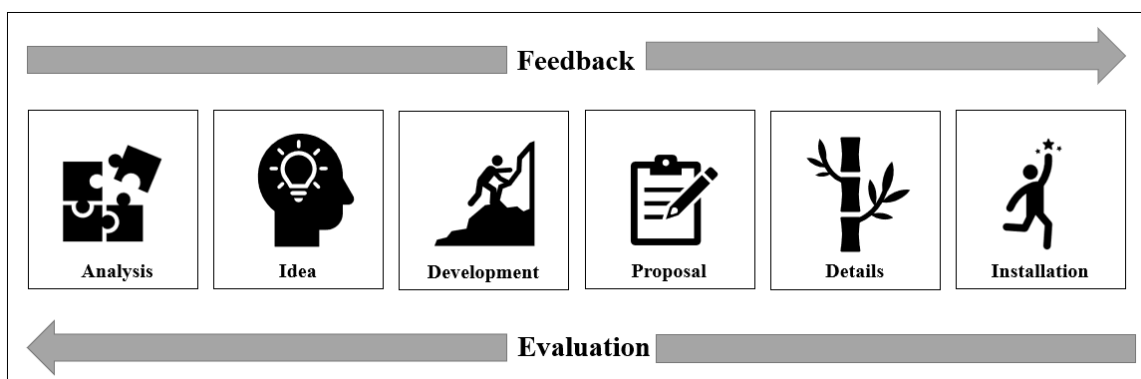 Feedback
Analysis
Idea
Development
Proposal
Details
Installation
Evaluation